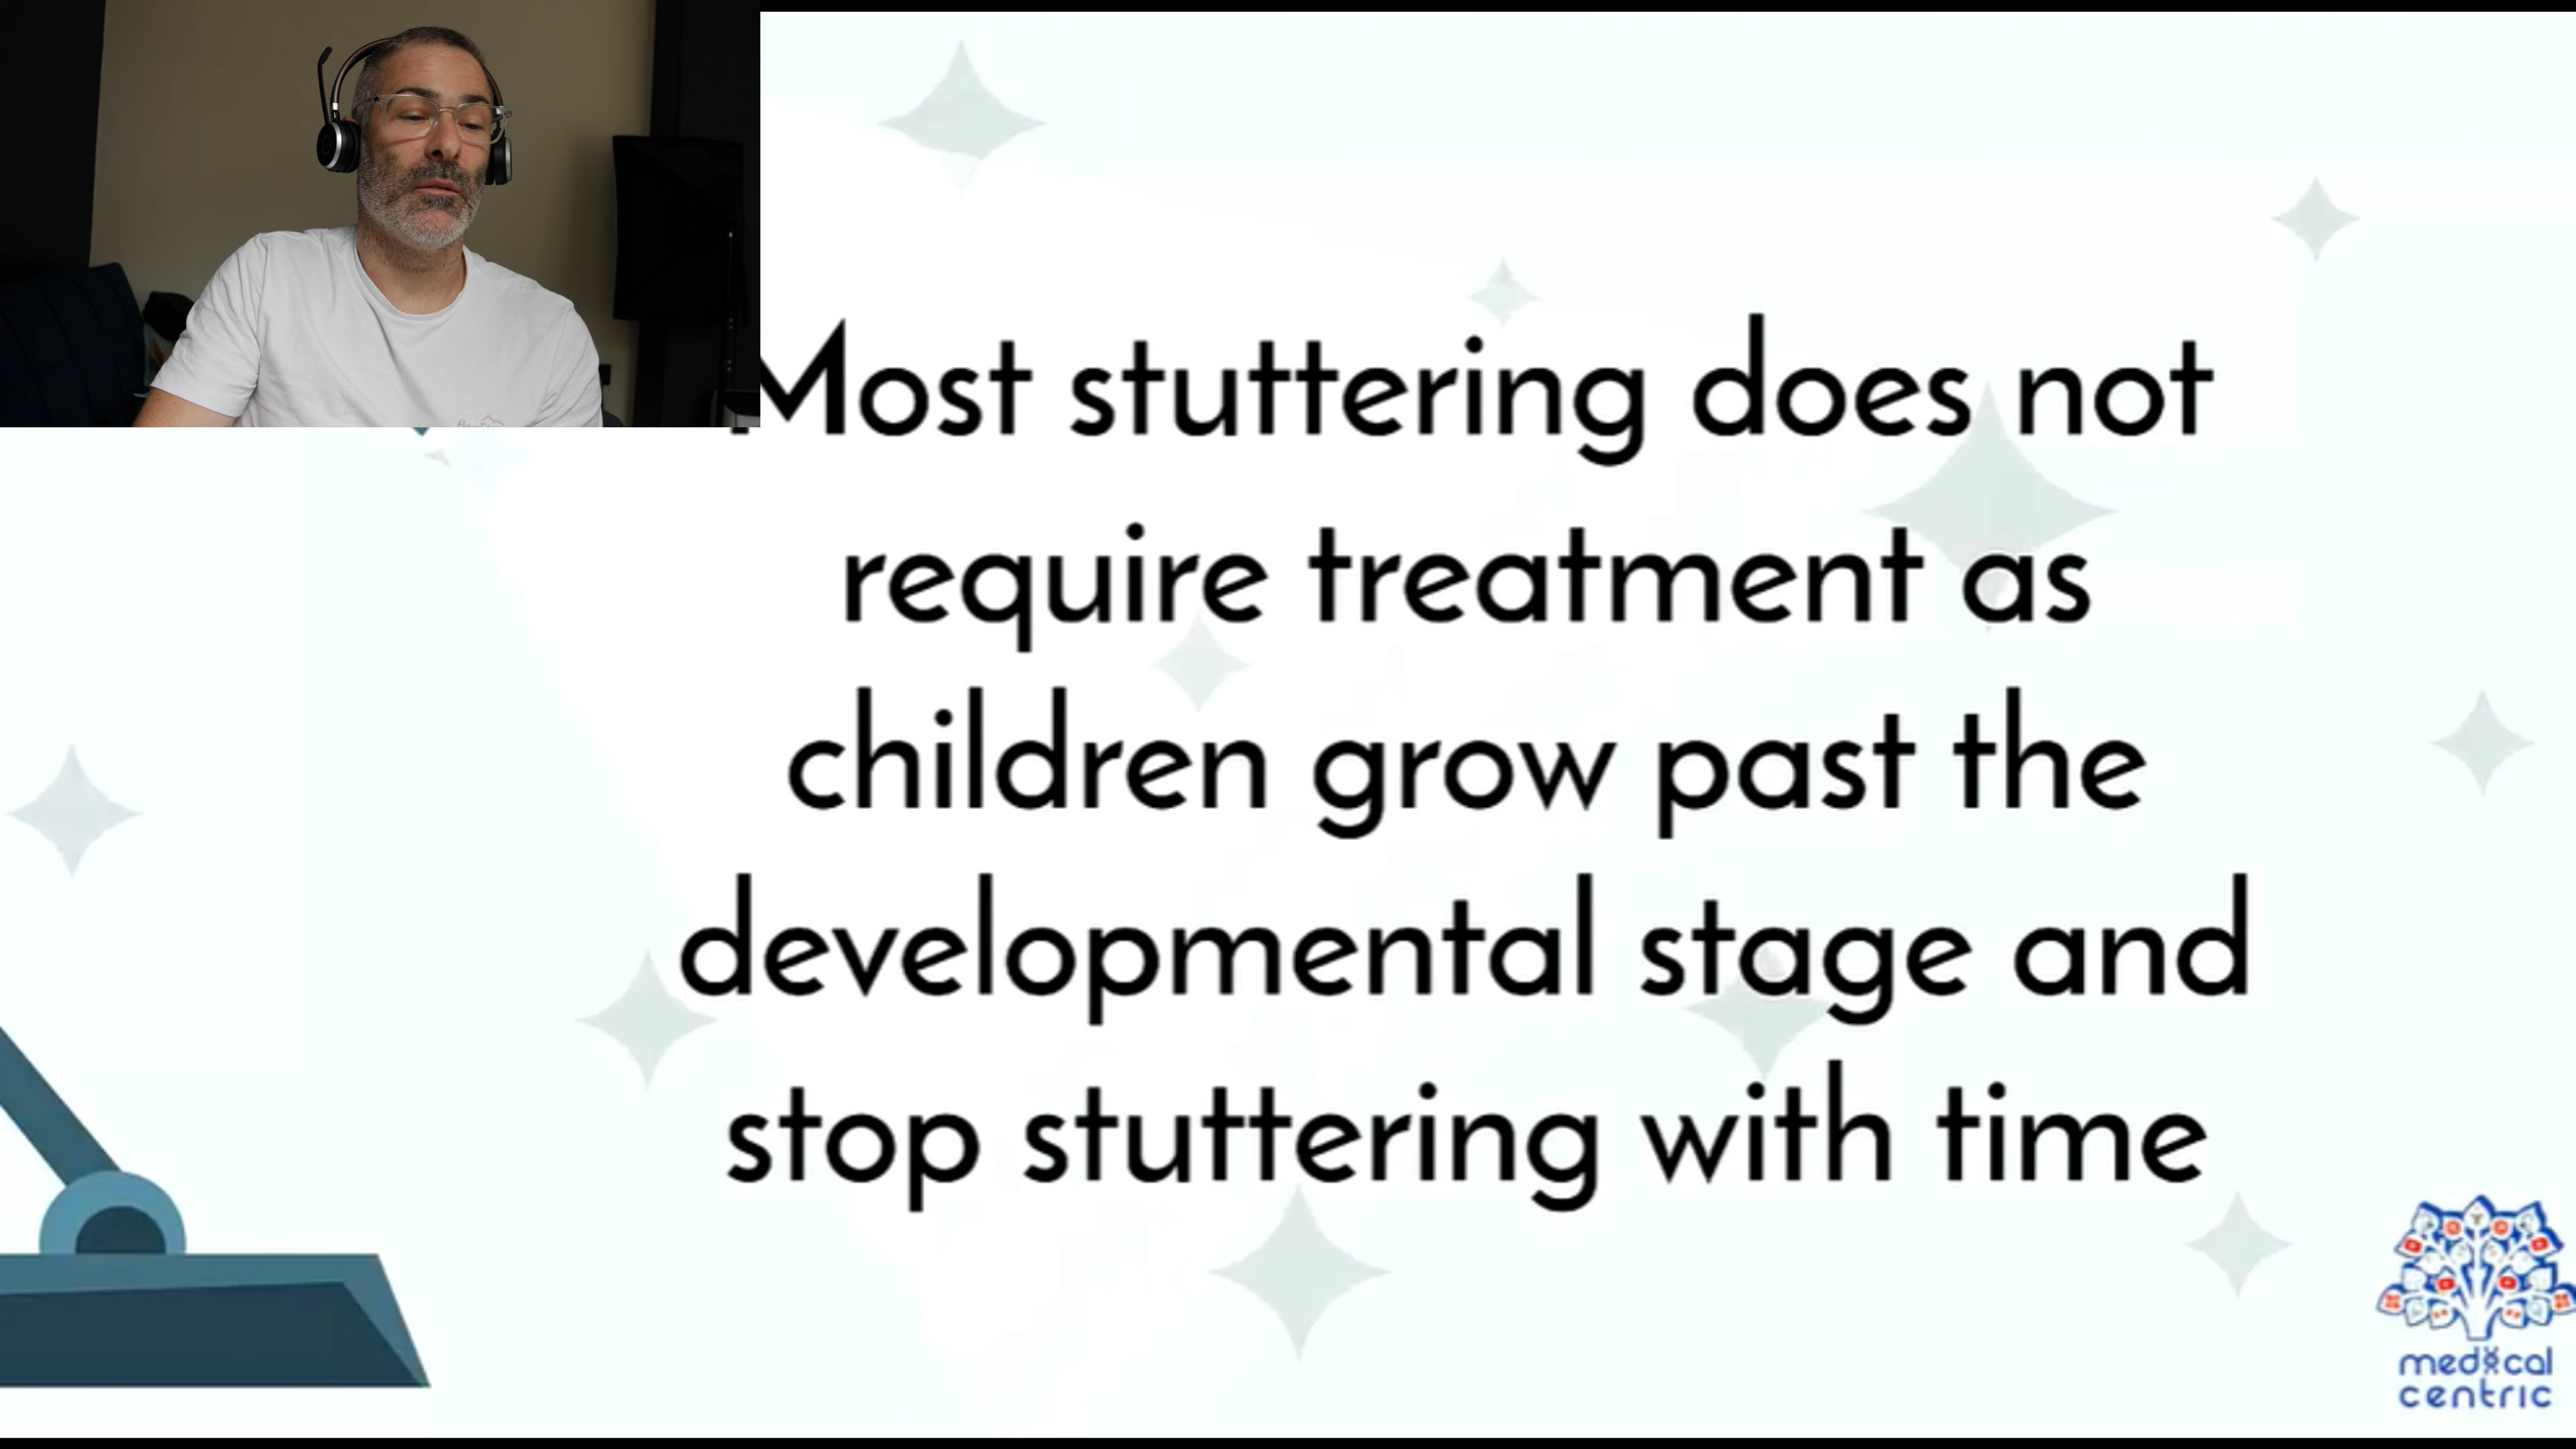 Most stuttering does not
require treatment as
children grow past the
developmental stage and
stop stuttering with time
medical
centric